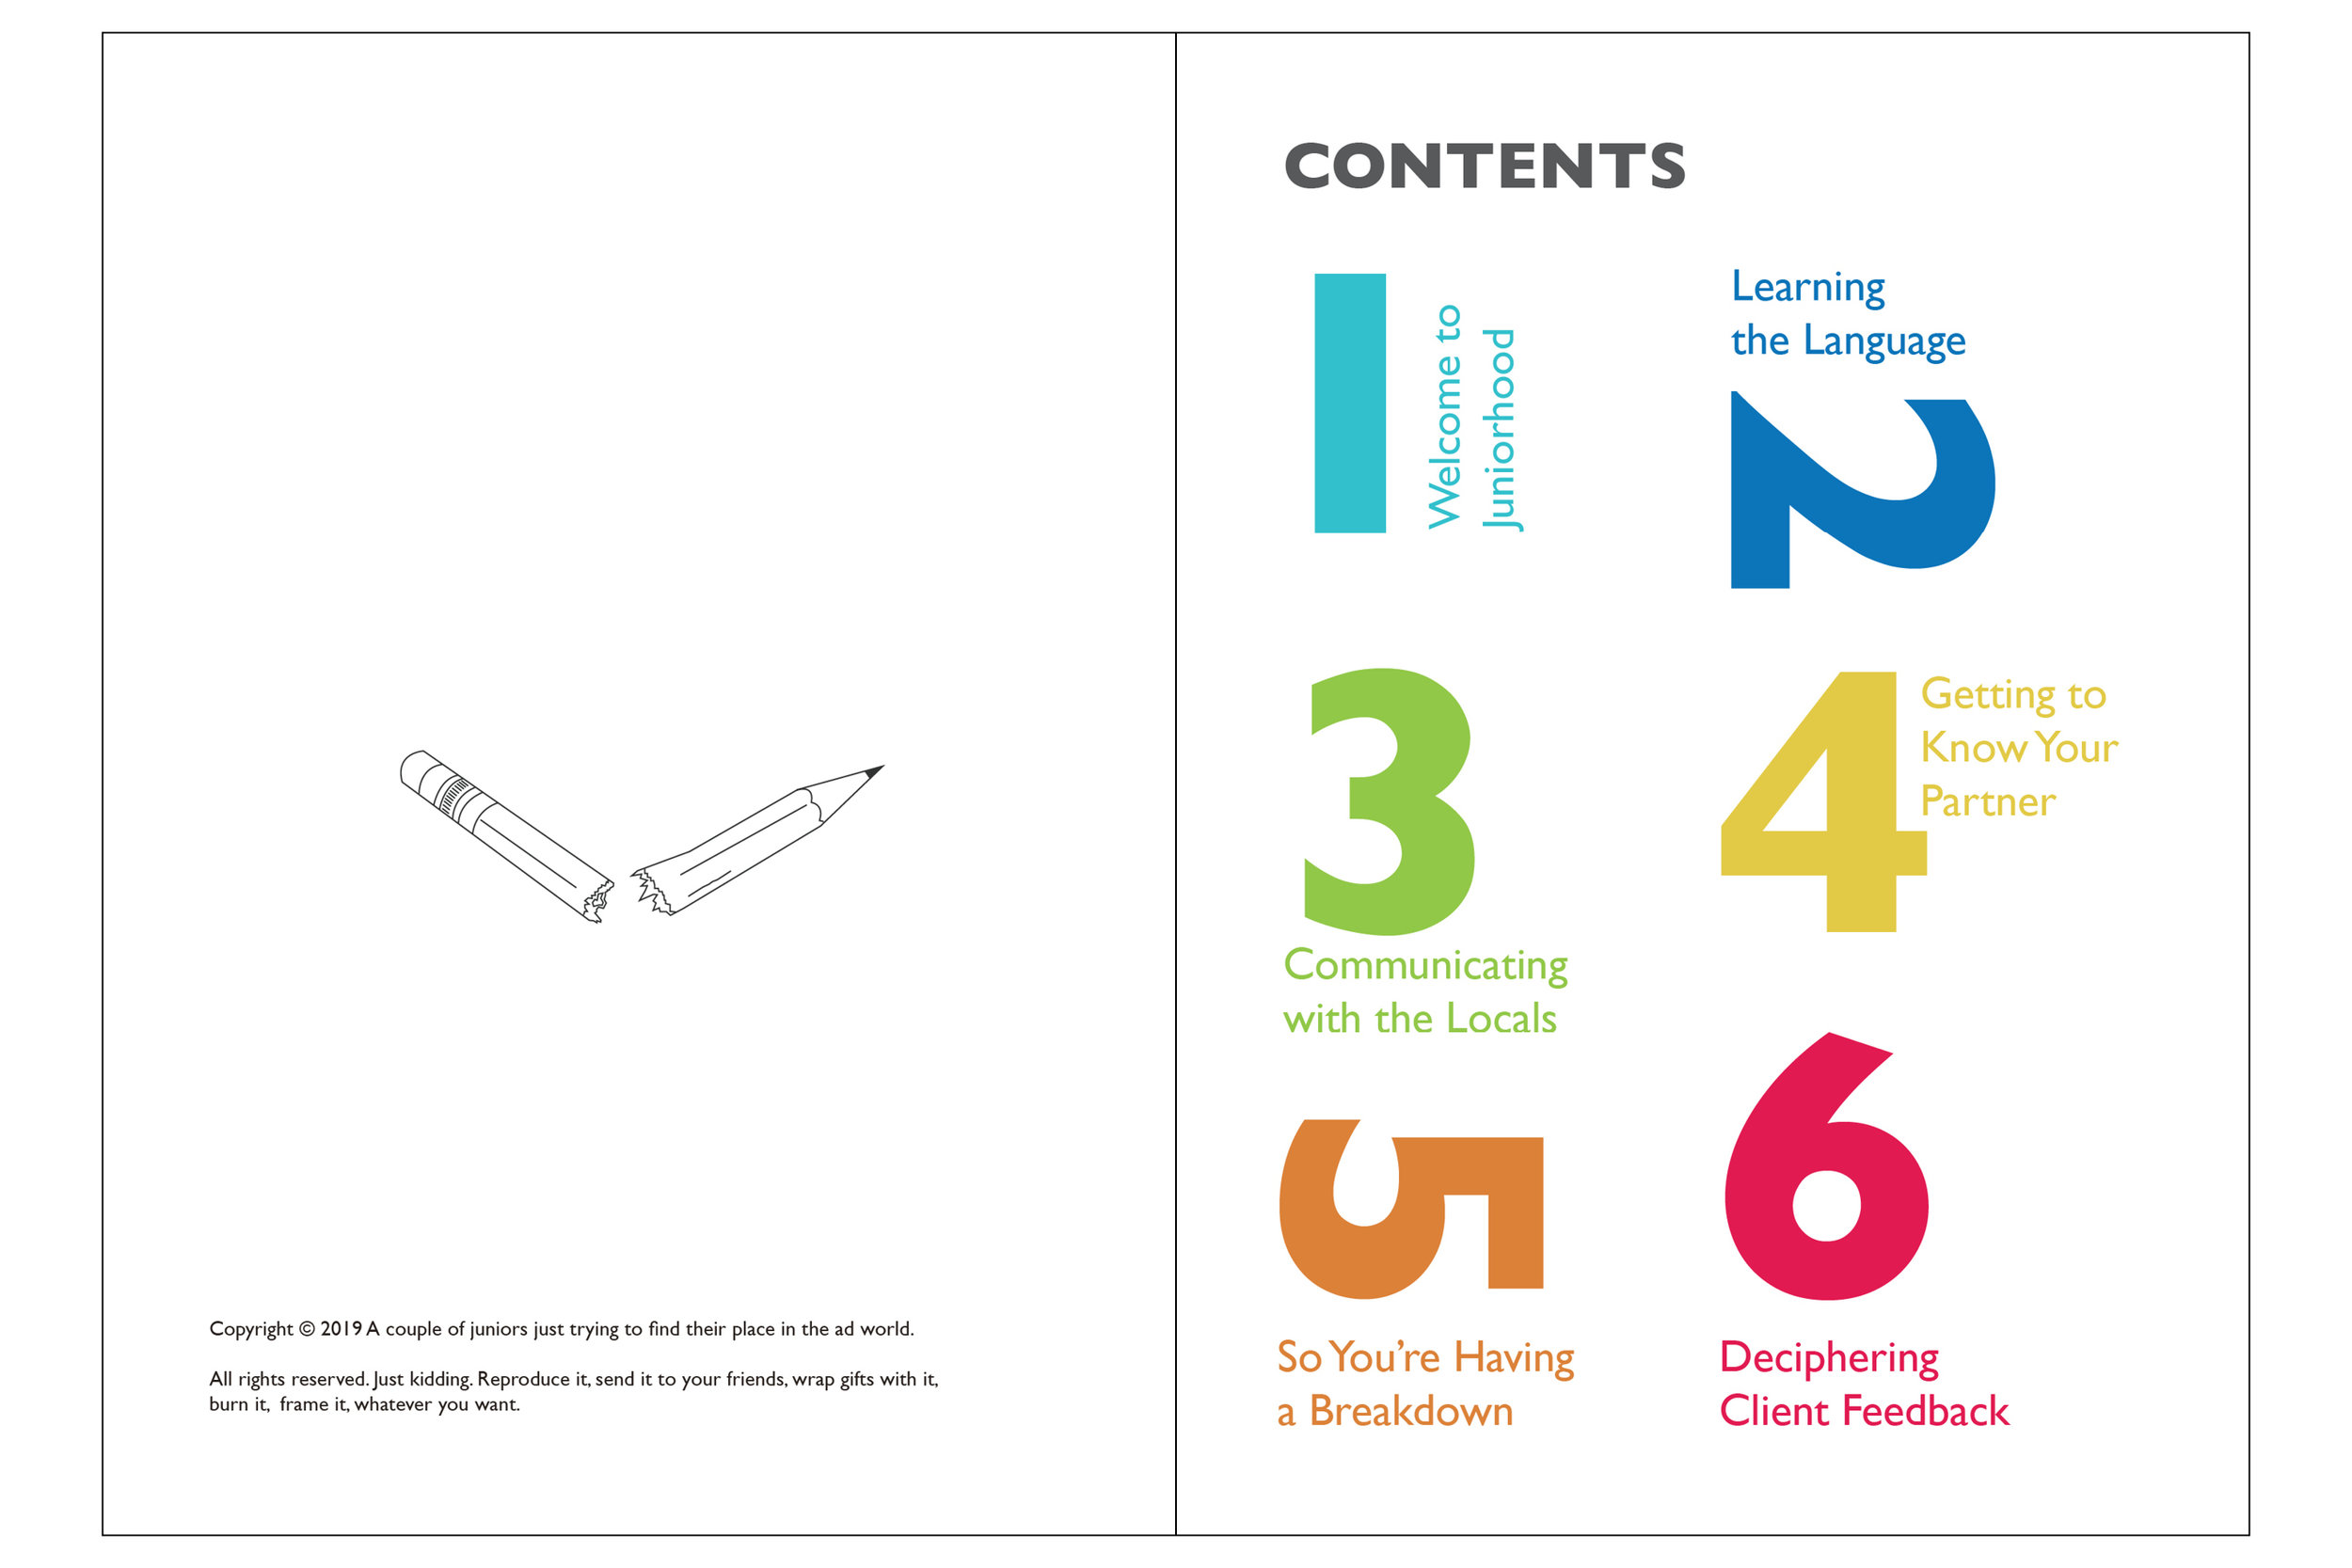 Copyright © 2019 A couple of juniors just trying to find their place in the ad world.
All rights reserved. Just kidding. Reproduce it, send it to your friends, wrap gifts with it,
burn it, frame it, whatever you want.
CONTENTS
1
Welcome to
Juniorhood
Learning
the Language
2
3
Communicating
with the Locals
4
Getting to
Know Your
Partner
5
So You're Having
a Breakdown
6
Deciphering
Client Feedback